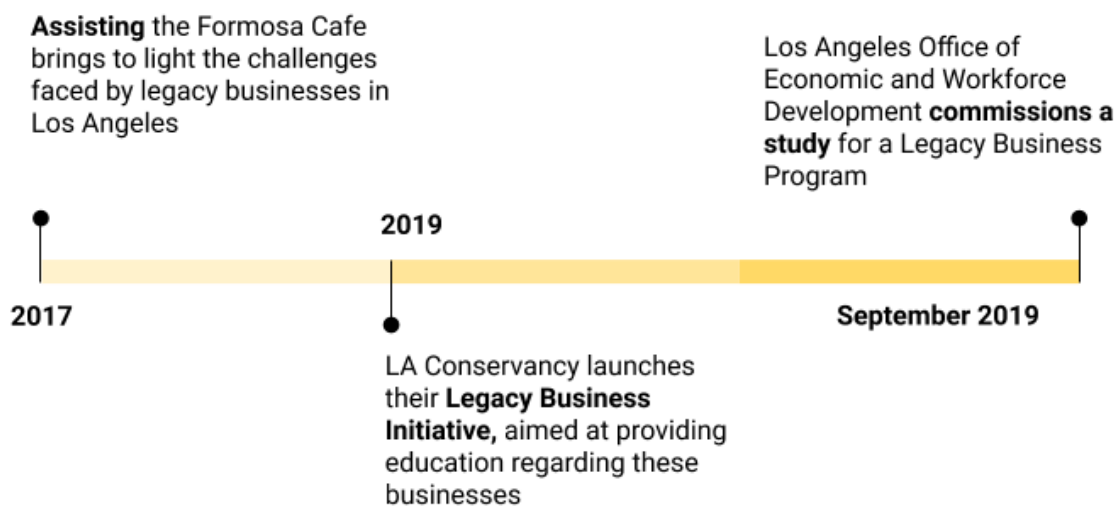 Assisting the Formosa Cafe
brings to light the challenges
faced by legacy businesses in
Los Angeles
2017
2019
LA Conservancy launches
their Legacy Business
Initiative, aimed at providing
education regarding these
businesses
Los Angeles Office of
Economic and Workforce
Development commissions a
study for a Legacy Business
Program
September 2019